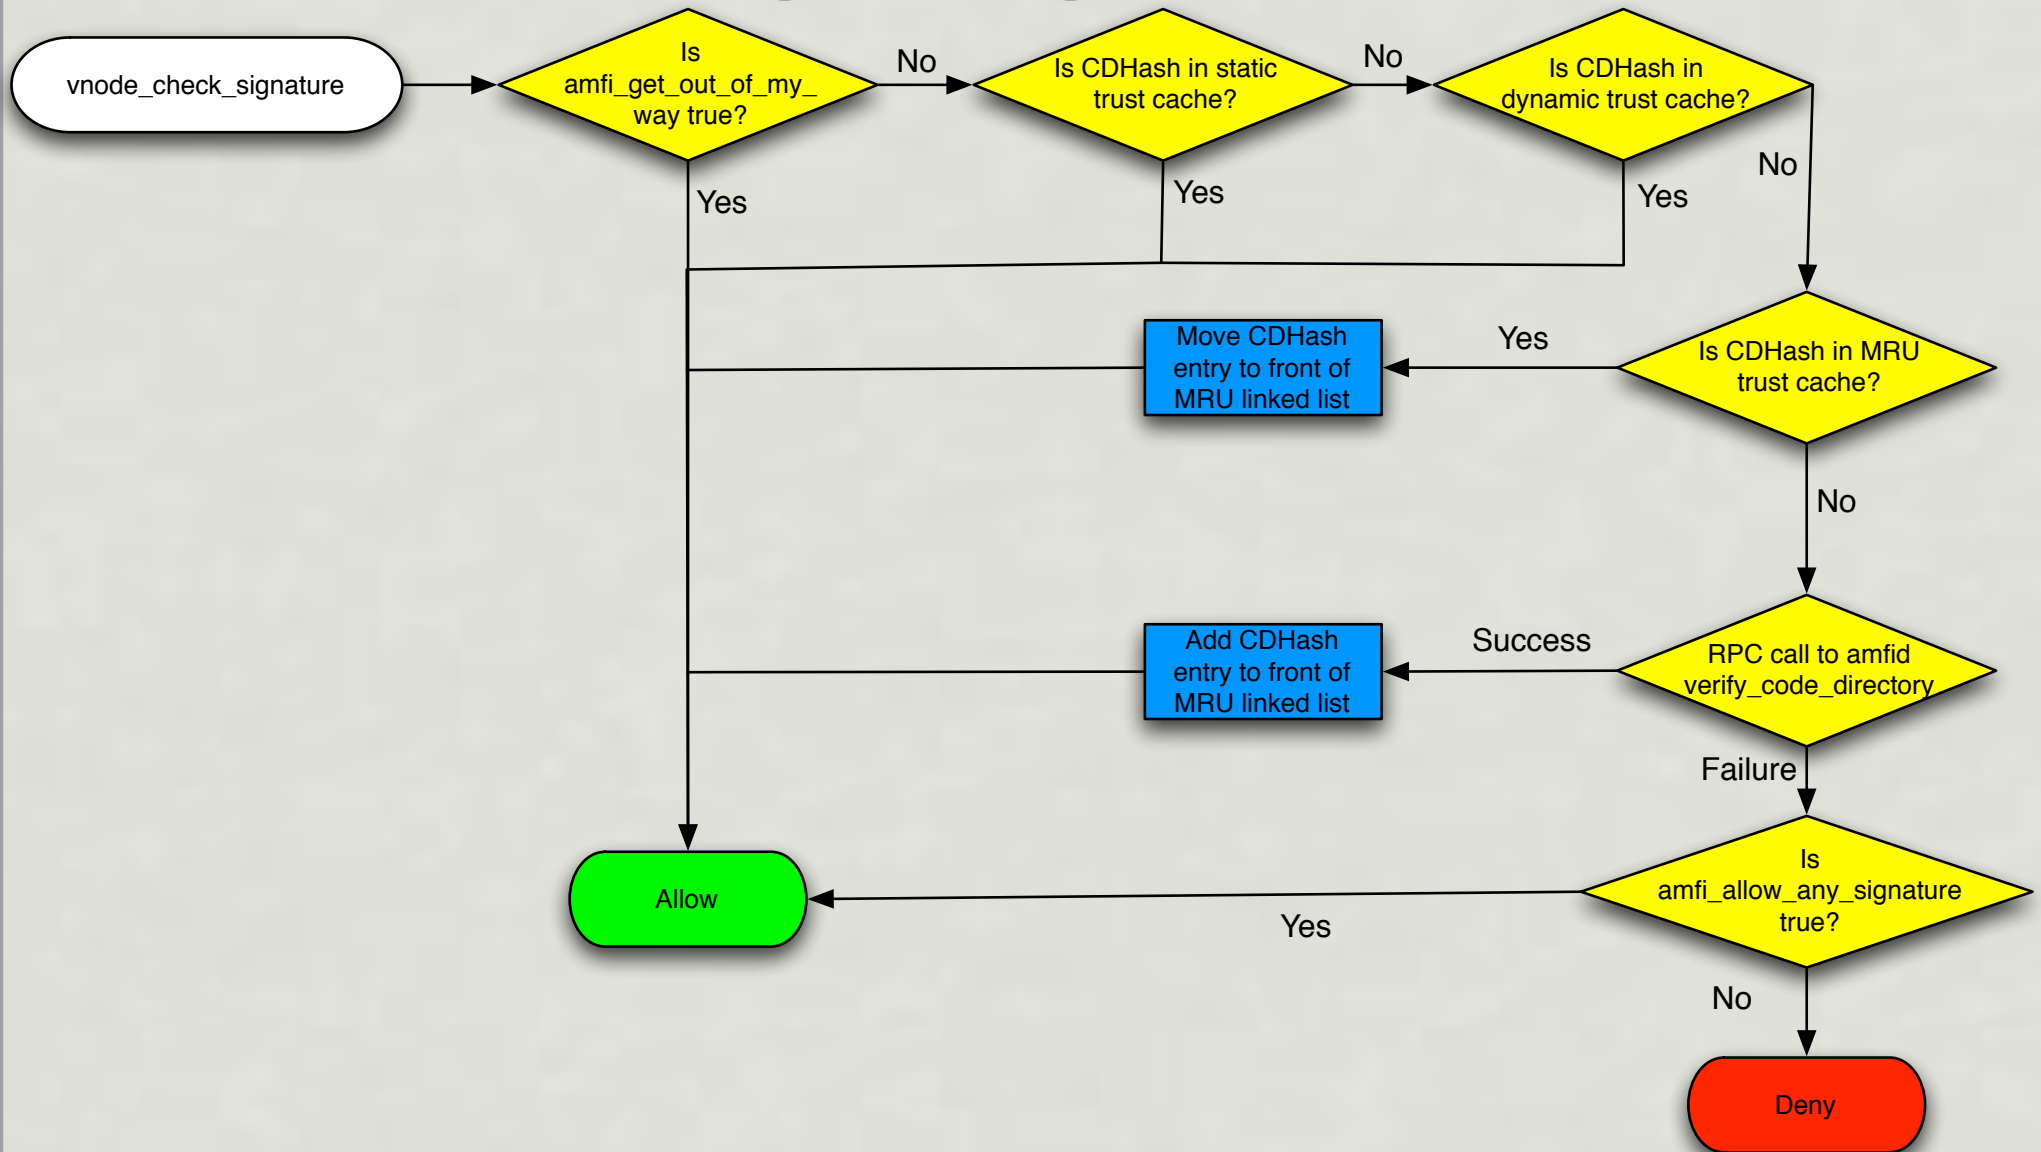 vnode_check_signature
Is
amfi_get_out_of_my_
way true?
No
Is CDHash in static
trust cache?
No
Is CDHash in
dynamic trust cache?
No
Yes
Yes
Yes
Move CDHash
entry to front of
MRU linked list
Yes
Is CDHash in MRU
trust cache?
No
Add CDHash
entry to front of
MRU linked list
Success
RPC call to amfid
verify_code_directory
Failure
Allow
Yes
Is
amfi_allow_any_signature
true?
No
Deny